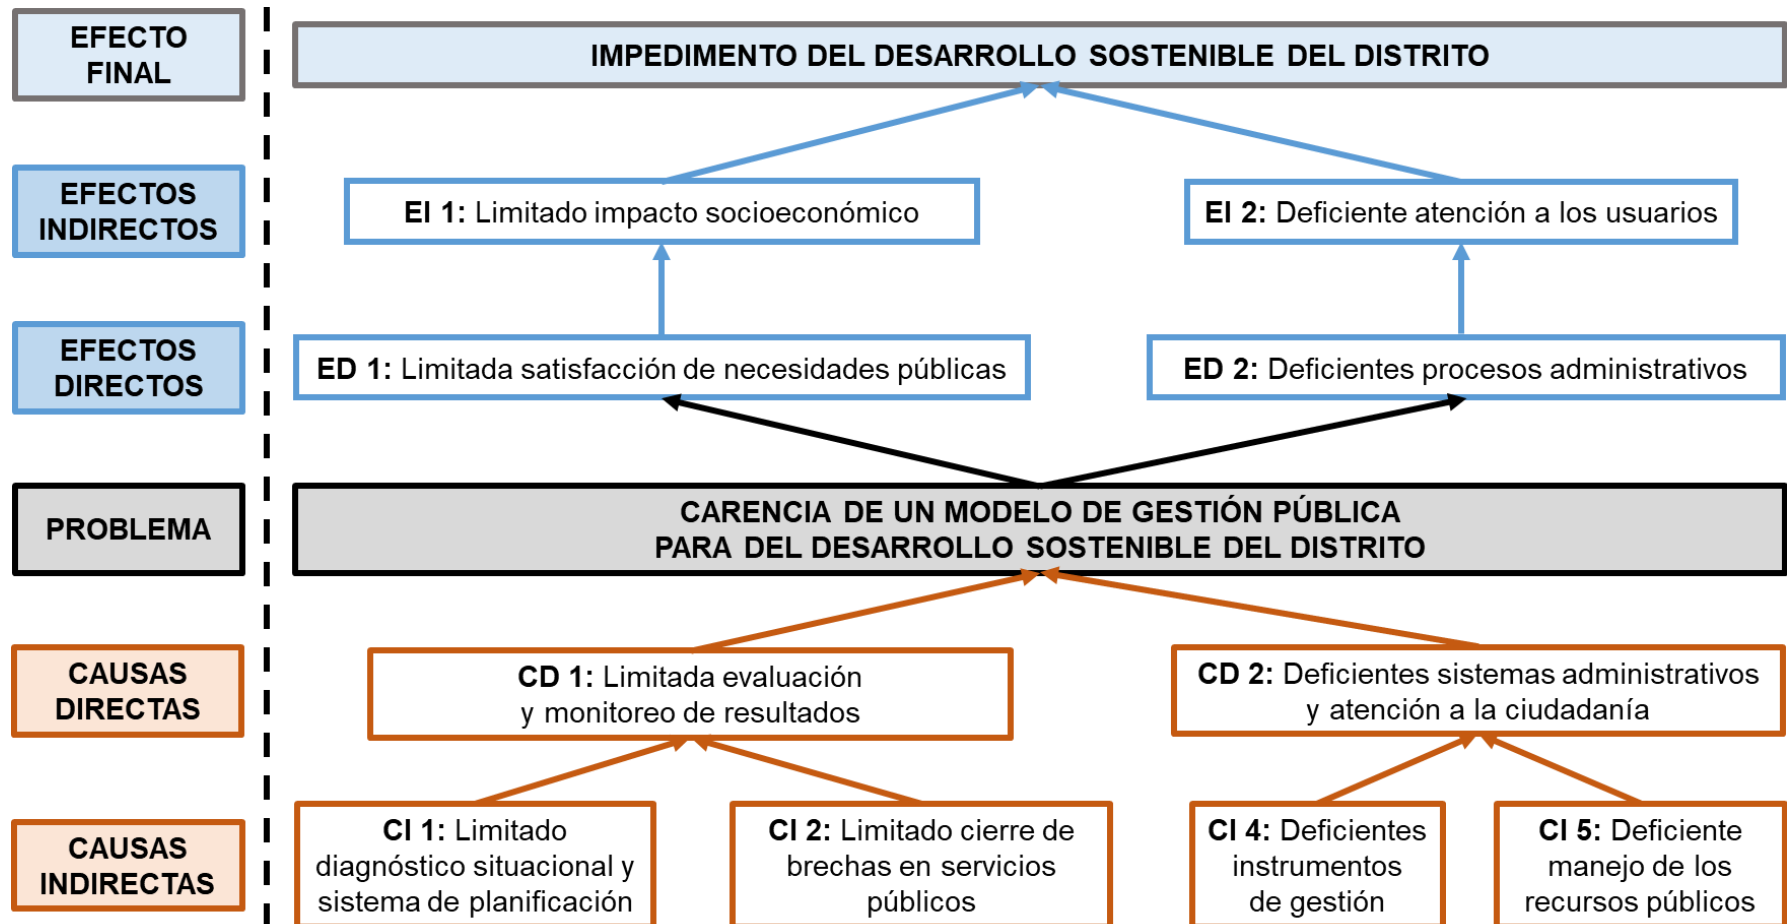 EFECTO
FINAL
IMPEDIMENTO DEL DESARROLLO SOSTENIBLE DEL DISTRITO
EFECTOS
INDIRECTOS
EI 1: Limitado impacto socioeconómico
EI 2: Deficiente atención a los usuarios
EFECTOS
DIRECTOS
ED 1: Limitada satisfacción de necesidades públicas
ED 2: Deficientes procesos administrativos
PROBLEMA
CARENCIA DE UN MODELO DE GESTIÓN PÚBLICA
PARA DEL DESARROLLO SOSTENIBLE DEL DISTRITO
CAUSAS
DIRECTAS
CD 1: Limitada evaluación
y monitoreo de resultados
CD 2: Deficientes sistemas administrativos
y atención a la ciudadanía
CAUSAS
INDIRECTAS
CI 1: Limitado
diagnóstico situacional y
sistema de planificación
CI 2: Limitado cierre de
brechas en servicios
públicos
CI 4: Deficientes
instrumentos
de gestión
CI 5: Deficiente
manejo de los
recursos públicos